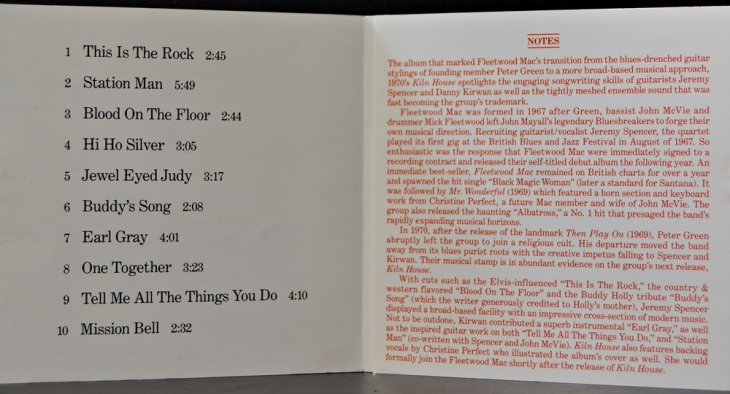 1 This Is The Rock 2:45
2 Station Man 5:49
3 Blood On The Floor 2:44
4 Hi Ho Silver 3:05
5 Jewel Eyed Judy 3:17
6 Buddy's Song 2:08
7 Earl Gray 4:01
8 One Together 3:23
9 Tell Me All The Things You Do 4:10
10 Mission Bell 2:32
NOTES
The album that marked Fleetwood Mac's transition from the blues-drenched guitar
stylings of founding member Peter Green to a more broad-based musical approach,
1970's Kiln House spotlights the engaging songwriting skills of guitarists Jeremy
Spencer and Danny Kirwan as well as the tightly meshed ensemble sound that was
fast becoming the group's trademark.
Fleetwood Mac was formed in 1967 after Green, bassist John McVie and
drummer Mick Fleetwood left John Mayall's legendary Bluesbreakers to forge their
own musical direction. Recruiting guitarist/vocalist Jeremy Spencer, the quartet
played its first gig at the British Blues and Jazz Festival in August of 1967. So
enthusiastic was the response that Fleetwood Mac were immediately signed to a
recording contract and released their self-titled debut album the following year. An
immediate best-seller, Fleetwood Mac remained on British charts for over a year
and spawned the hit single "Black Magic Woman" (later a standard for Santana). It
was followed by Mr. Wonderful (1969) which featured a horn section and keyboard
work from Christine Perfect, a future Mac member and wife of John McVie. The
group also released the haunting "Albatross," a No. 1 hit that presaged the band's
rapidly expanding musical horizons.
In 1970, after the release of the landmark Then Play On (1969), Peter Green
abruptly left the group to join a religious cult. His departure moved the band
away from its blues purist roots with the creative impetus falling to Spencer and
Kirwan. Their musical stamp is in abundant evidence on the group's next release,
Kiln House.
With cuts such as the Elvis-influenced "This Is The Rock," the country &
western flavored "Blood On The Floor" and the Buddy Holly tribute "Buddy's
Song" (which the writer generously credited to Holly's mother), Jeremy Spencer
displayed a broad-based facility with an impressive cross-section of modern music.
Not to be outdone, Kirwan contributed a superb instrumental "Earl Gray," as well
as the inspired guitar work on both "Tell Me All The Things You Do," and "Station
Man" (co-written with Spencer and John McVie). Kiln House also features backing
vocals by Christine Perfect who illustrated the album's cover as well. She would
formally join the Fleetwood Mac shortly after the release of Kiln House.